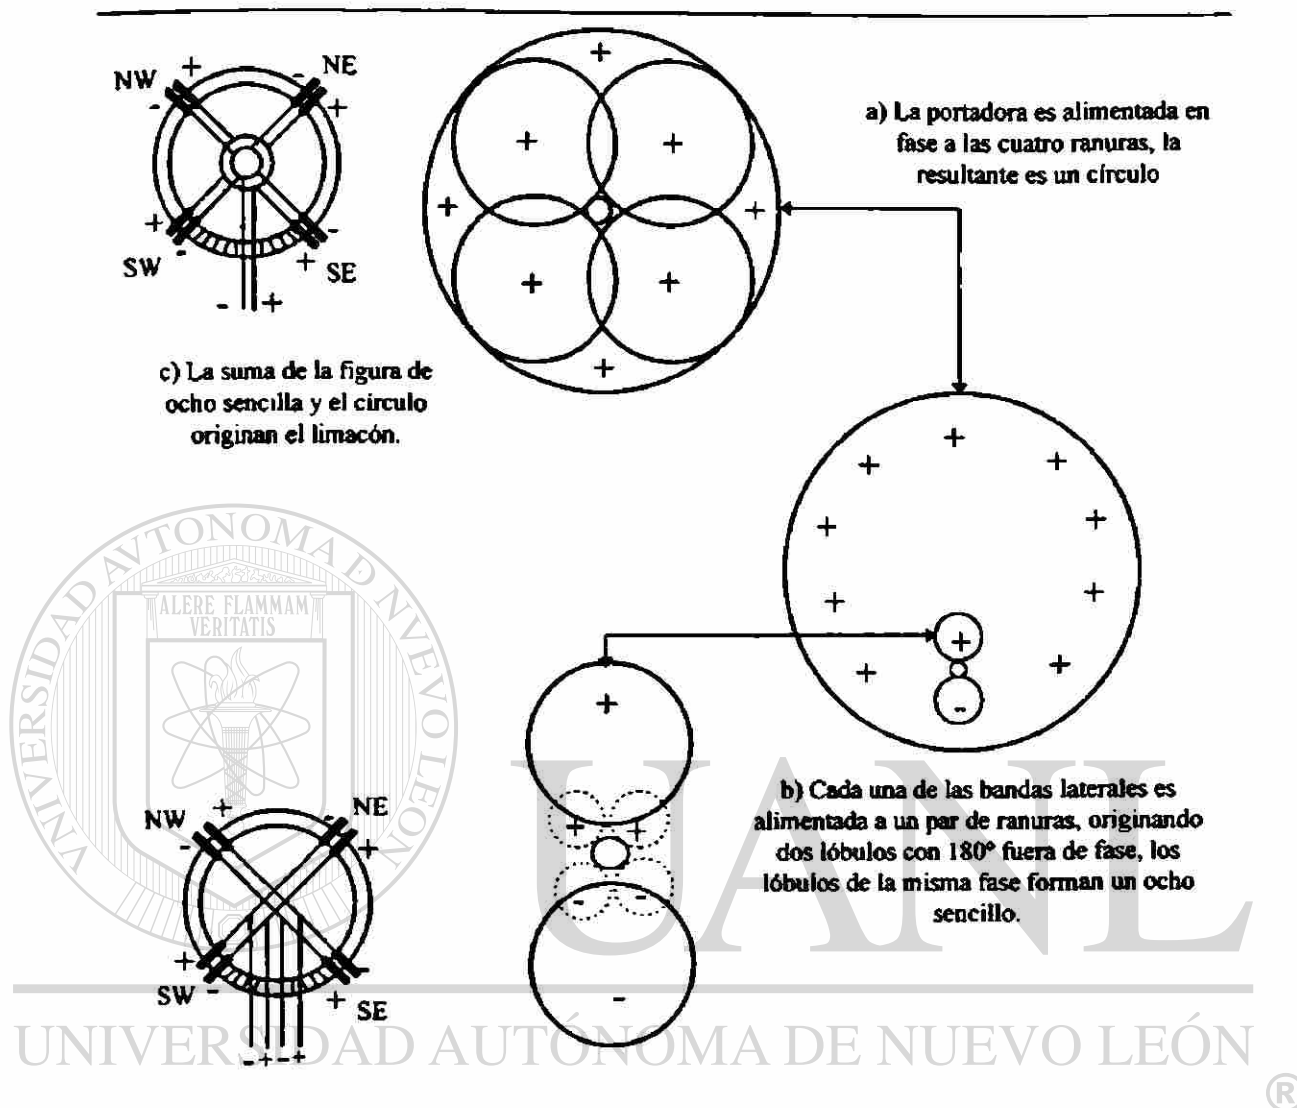 NW + - NE
- +
+ -
SW - + SE
- +
+
+ +
+ +
+ +
+
a) La portadora es alimentada en
fase a las cuatro ranuras, la
resultante es un círculo
c) La suma de la figura de
ocho sencilla y el círculo
originan el limacón.
+
+ +
+ +
+ +
+ +
+
-
+
+ +
- -
-
b) Cada una de las bandas laterales es
alimentada a un par de ranuras, originando
dos lóbulos con 180° fuera de fase, los
lóbulos de la misma fase forman un ocho
sencillo.
NW + - NE
- +
+ -
SW - + SE
- + - +
UNIVERSIDAD AVTONOMA DE NVEVO LEÓN
ALERE FLAMMAM
VERITATIS
UANL
UNIVERSIDAD AUTÓNOMA DE NUEVO LEÓN
®